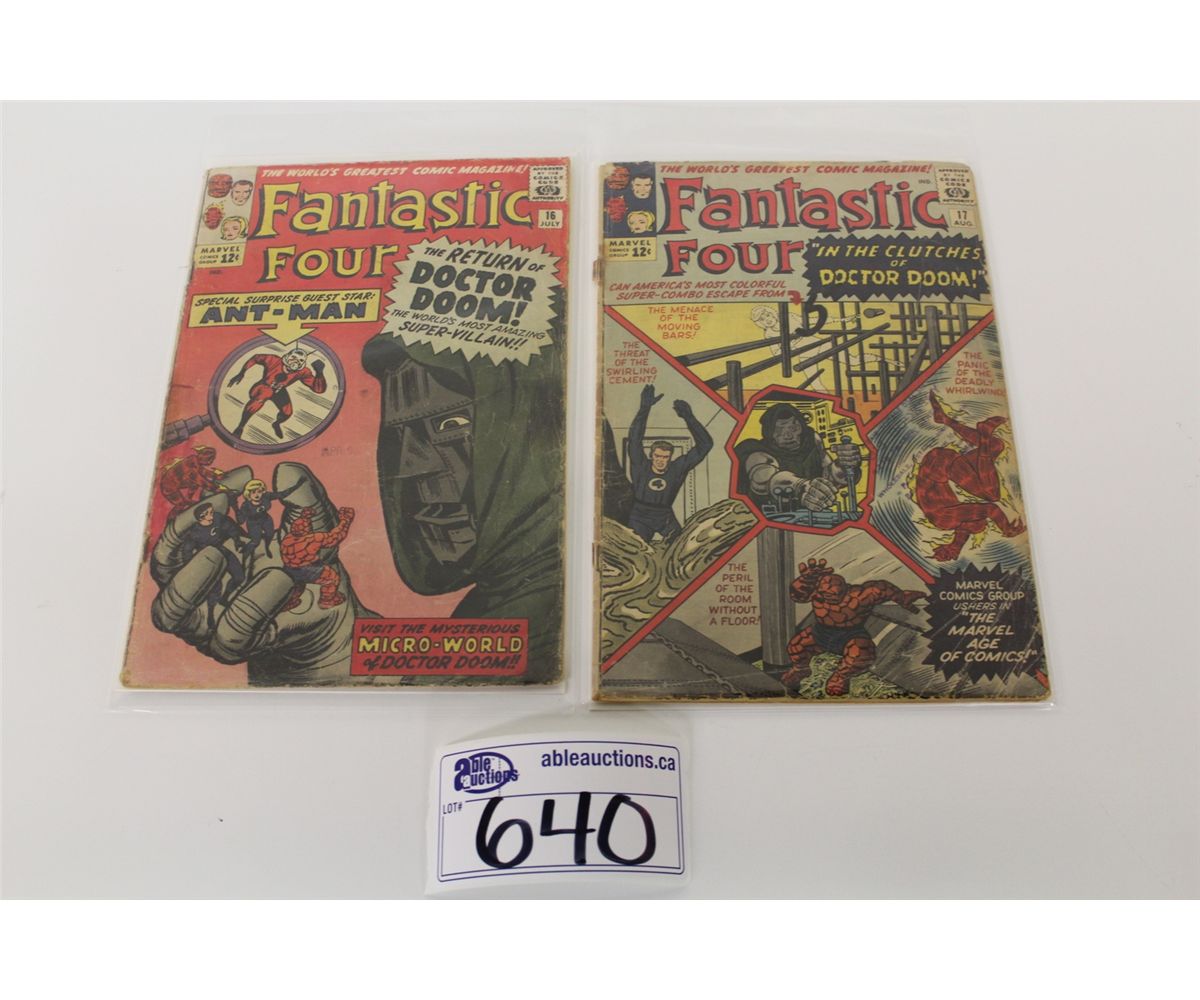 THE WORLD'S GREATEST COMIC MAGAZINE!
FANTASTIC
FOUR
APPROVED
BY THE
COMICS
CODE
AUTHORITY
16
JULY
MARVEL
COMICS
GROUP
12¢
IND.
SPECIAL SURPRISE GUEST STAR:
ANT-MAN
THE RETURN OF
DOCTOR
DOOM!
THE WORLD'S MOST AMAZING
SUPER-VILLAIN!!
VISIT THE MYSTERIOUS
MICRO-WORLD
of DOCTOR DOOM!!
THE WORLD'S GREATEST COMIC MAGAZINE!
FANTASTIC
FOUR
IND.
APPROVED
BY THE
COMICS
CODE
AUTHORITY
17
AUG.
MARVEL
COMICS
GROUP
12¢
"IN THE CLUTCHES
OF
DOCTOR DOOM!"
CAN AMERICA'S MOST COLORFUL
SUPER-COMBO ESCAPE FROM
THE MENACE
OF THE
MOVING
BARS!
THE
THREAT
OF THE
SWIRLING
CEMENT!
THE
PANIC
OF THE
DEADLY
WHIRLWIND!
THE
PERIL
OF THE
ROOM
WITHOUT
A FLOOR!
MARVEL
COMICS GROUP
USHERS IN
"THE
MARVEL
AGE
OF COMICS!"
able auctions
ableauctions.ca
LOT#
640